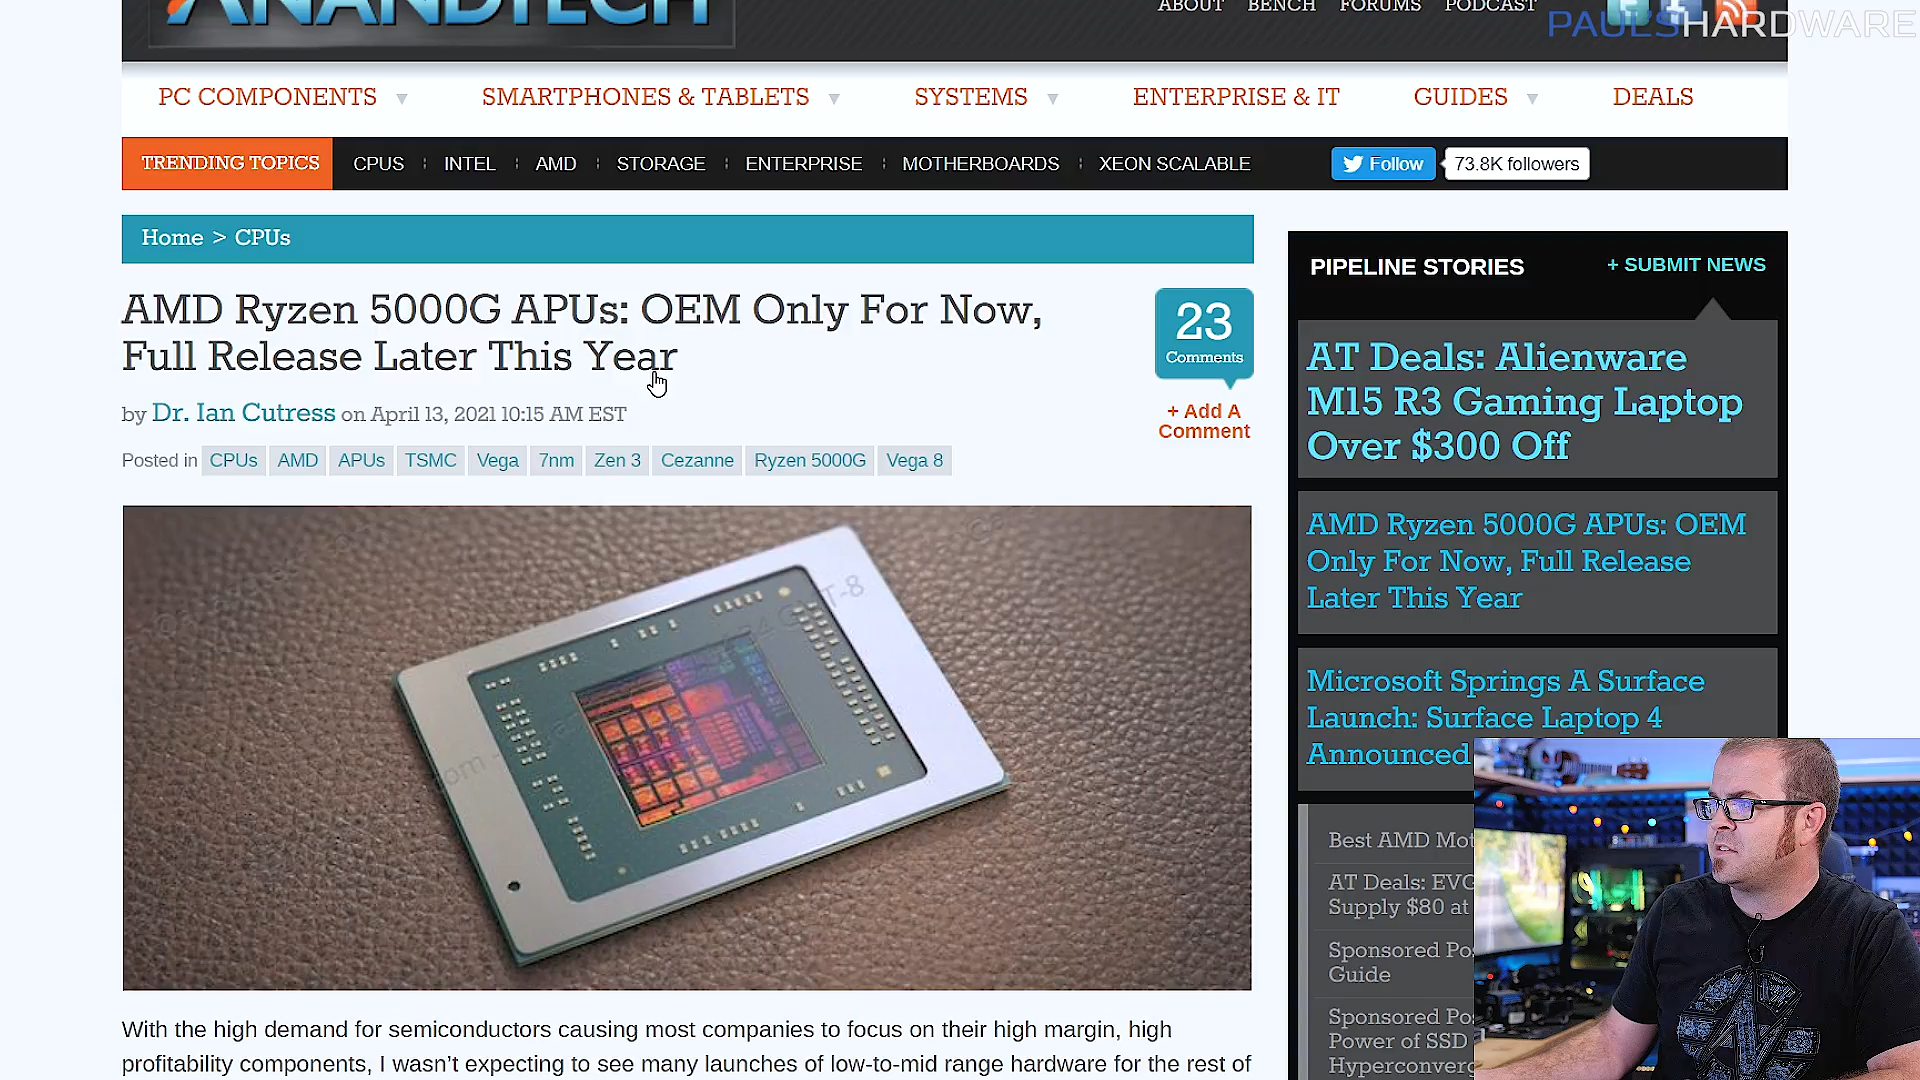 ANANDTECH
ABOUT BENCH FORUMS PODCAST
PAUL'SHARDWARE
PC COMPONENTS SMARTPHONES & TABLETS SYSTEMS ENTERPRISE & IT GUIDES DEALS
TRENDING TOPICS CPUS INTEL AMD STORAGE ENTERPRISE MOTHERBOARDS XEON SCALABLE Follow 73.8K followers
Home > CPUs
AMD Ryzen 5000G APUs: OEM Only For Now,
Full Release Later This Year
23
Comments
+ Add A
Comment
by Dr. Ian Cutress on April 13, 2021 10:15 AM EST
Posted in CPUs AMD APUs TSMC Vega 7nm Zen 3 Cezanne Ryzen 5000G Vega 8
With the high demand for semiconductors causing most companies to focus on their high margin, high
profitability components, I wasn't expecting to see many launches of low-to-mid range hardware for the rest of
PIPELINE STORIES + SUBMIT NEWS
AT Deals: Alienware
M15 R3 Gaming Laptop
Over $300 Off
AMD Ryzen 5000G APUs: OEM
Only For Now, Full Release
Later This Year
Microsoft Springs A Surface
Launch: Surface Laptop 4
Announced
Best AMD Mot
AT Deals: EVG
Supply $80 at
Sponsored Po
Guide
Sponsored Po
Power of SSD
Hyperconverg